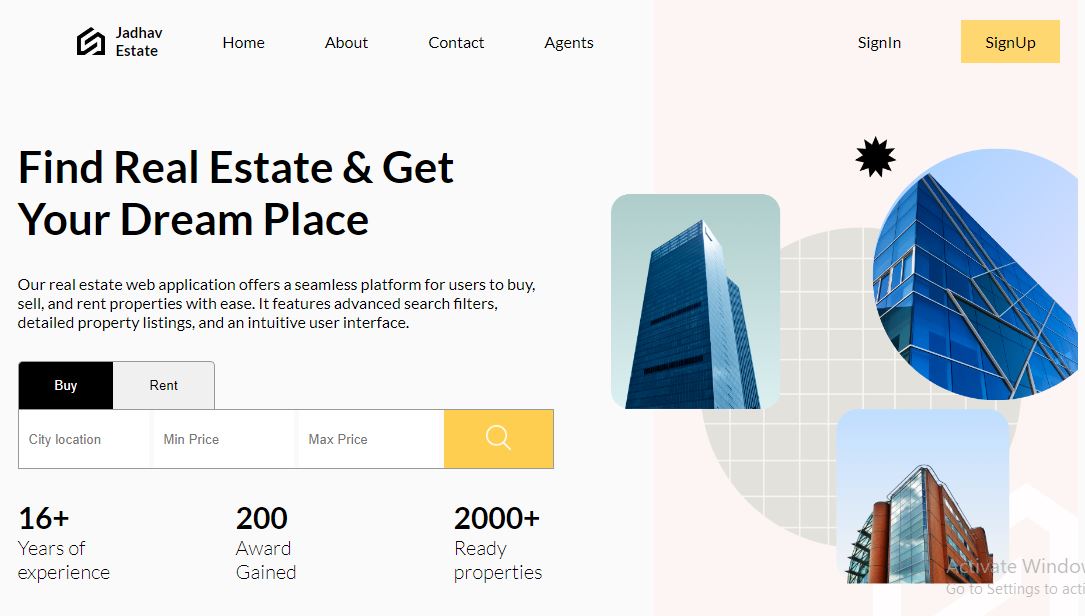 Jadhav
Estate
Home
About
Contact
Agents
SignIn
SignUp
Find Real Estate & Get
Your Dream Place
Our real estate web application offers a seamless platform for users to buy,
sell, and rent properties with ease. It features advanced search filters,
detailed property listings, and an intuitive user interface.
Buy
Rent
City location
Min Price
Max Price
16+
Years of
experience
200
Award
Gained
2000+
Ready
properties
Activate Window
Go to Settings to acti